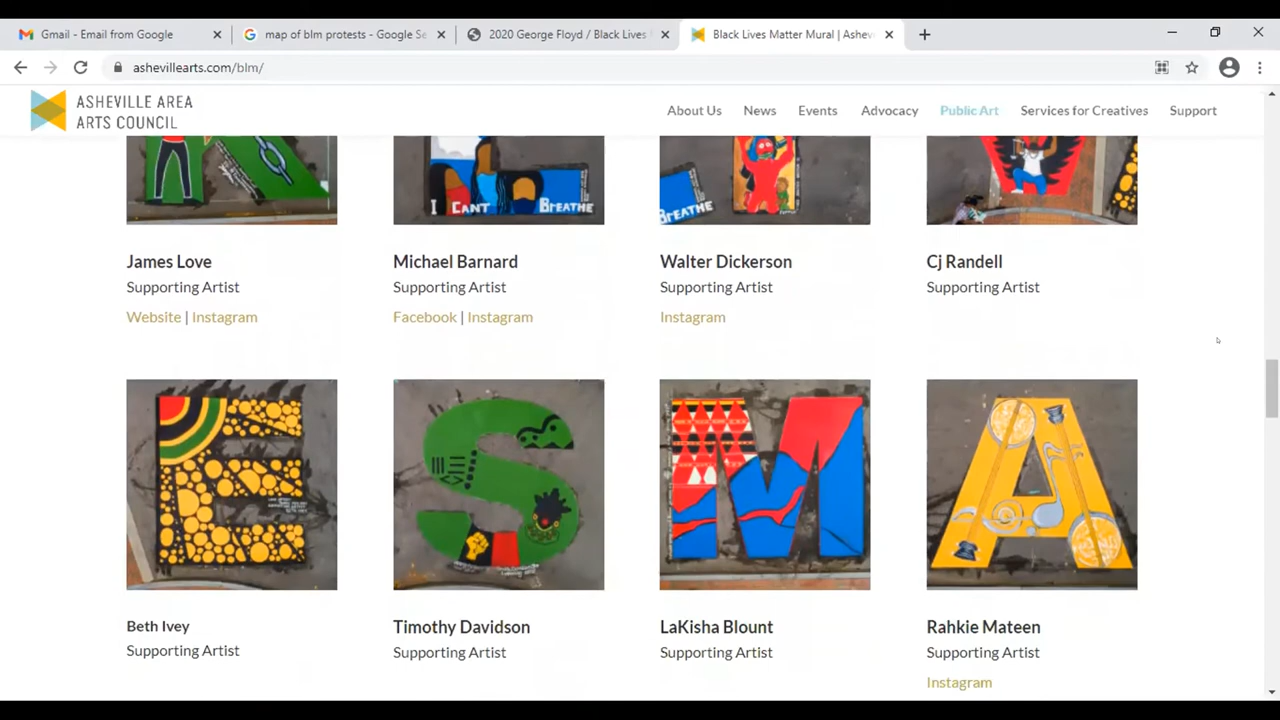 Gmail - Email from Google
map of blm protests - Google Se
2020 George Floyd / Black Lives
Black Lives Matter Mural | Ashev
ashevillearts.com/blm/
ASHEVILLE AREA
ARTS COUNCIL
About Us News Events Advocacy Public Art Services for Creatives Support
I CANT BREATHE
BREATHE
James Love
Supporting Artist
Website | Instagram
Michael Barnard
Supporting Artist
Facebook | Instagram
Walter Dickerson
Supporting Artist
Instagram
Cj Randell
Supporting Artist
E
S
M
A
Beth Ivey
Supporting Artist
Timothy Davidson
Supporting Artist
LaKisha Blount
Supporting Artist
Rahkie Mateen
Supporting Artist
Instagram